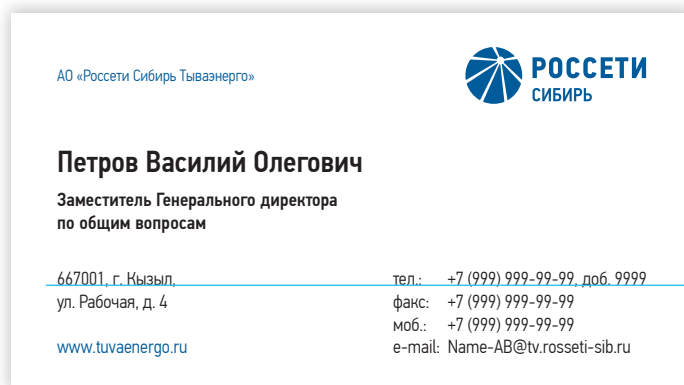 АО «Россети Сибирь Тываэнерго»
РОССЕТИ
СИБИРЬ
Петров Василий Олегович
Заместитель Генерального директора
по общим вопросам
667001, г. Кызыл,
ул. Рабочая, д. 4
www.tuvaenergo.ru
тел.: +7 (999) 999-99-99, доб. 9999
факс: +7 (999) 999-99-99
моб.: +7 (999) 999-99-99
e-mail: Name-AB@tv.rosseti-sib.ru